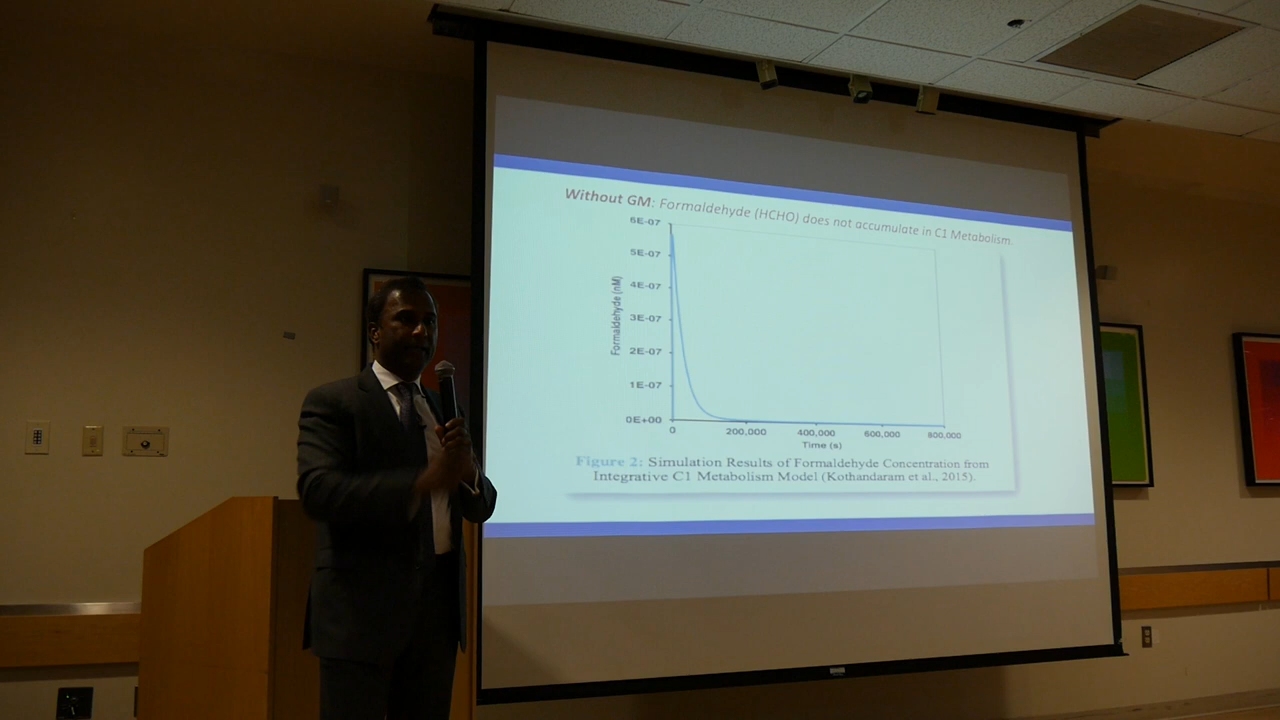 Without GM: Formaldehyde (HCHO) does not accumulate in C1 Metabolism.
6E-07
5E-07
4E-07
3E-07
2E-07
1E-07
0E+00
Formaldehyde (nM)
0 200,000 400,000 600,000 800,000
Time (s)
Figure 2: Simulation Results of Formaldehyde Concentration from
Integrative C1 Metabolism Model (Kothandaram et al., 2015).